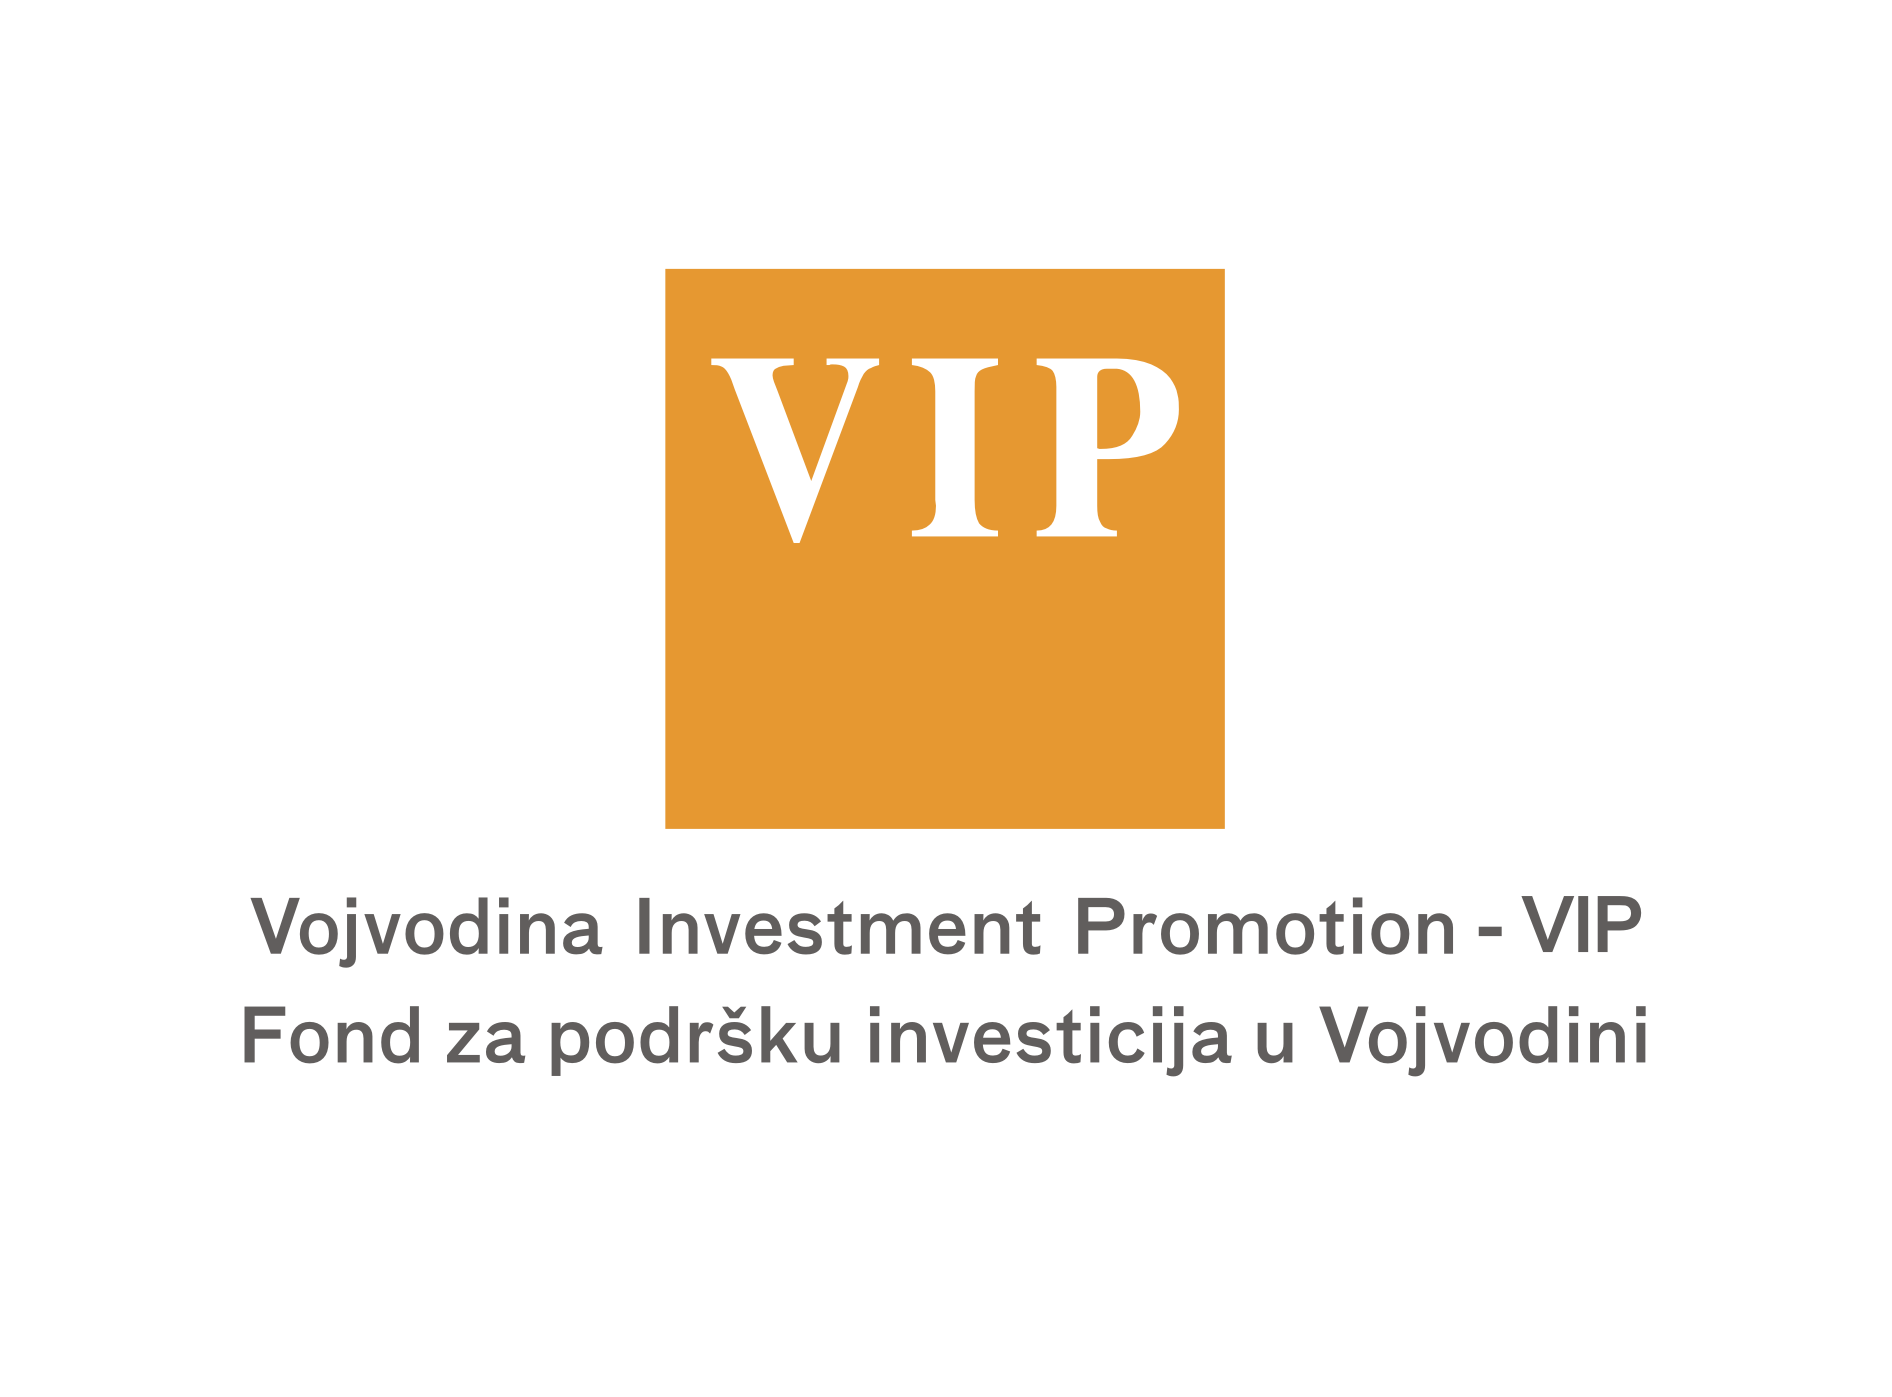 VIP
Vojvodina Investment Promotion - VIP
Fond za podršku investicija u Vojvodini